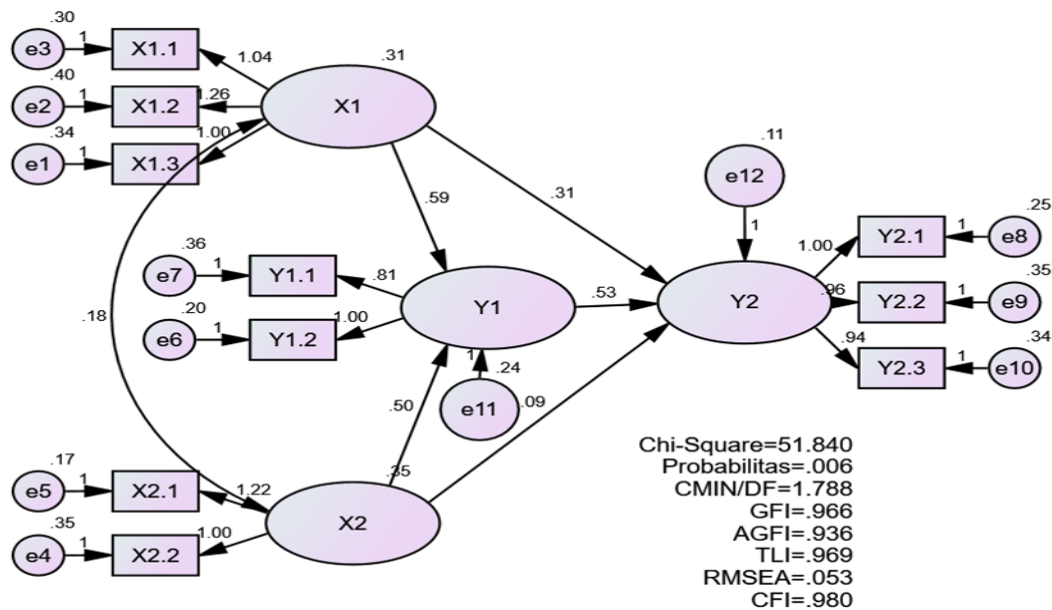 .30
e3 1 X1.1
1.04
.31
.40
e2 1 X1.2 1.26
X1
.34
e1 1 X1.3 1.00
.59
.31
.11
e12
1
.25
1.00 Y2.1 1 e8
.35
.96 Y2.2 1 e9
.34
.94 Y2.3 1 e10
Y2
.36
e7 1 Y1.1 .81
.20
e6 1 Y1.2 1.00
Y1
.53
.18
1
.24
e11
.50
.09
.35
.17
e5 1 X2.1 1.22
.35
e4 1 X2.2 1.00
X2
Chi-Square=51.840
Probabilitas=.006
CMIN/DF=1.788
GFI=.966
AGFI=.936
TLI=.969
RMSEA=.053
CFI=.980